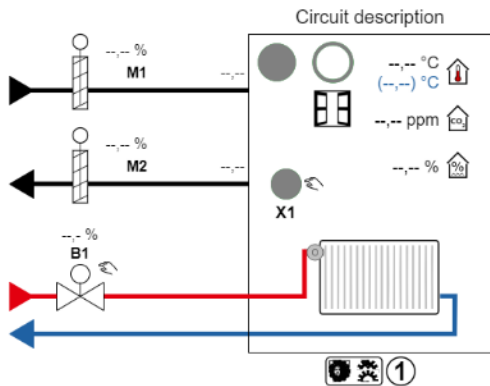 Circuit description
--,-- %
M1
--,--
--,-- °C
(--,--) °C
--,-- ppm
CO2
--,-- %
M2
--,--
--,-- %
%
X1
--,- %
B1
1